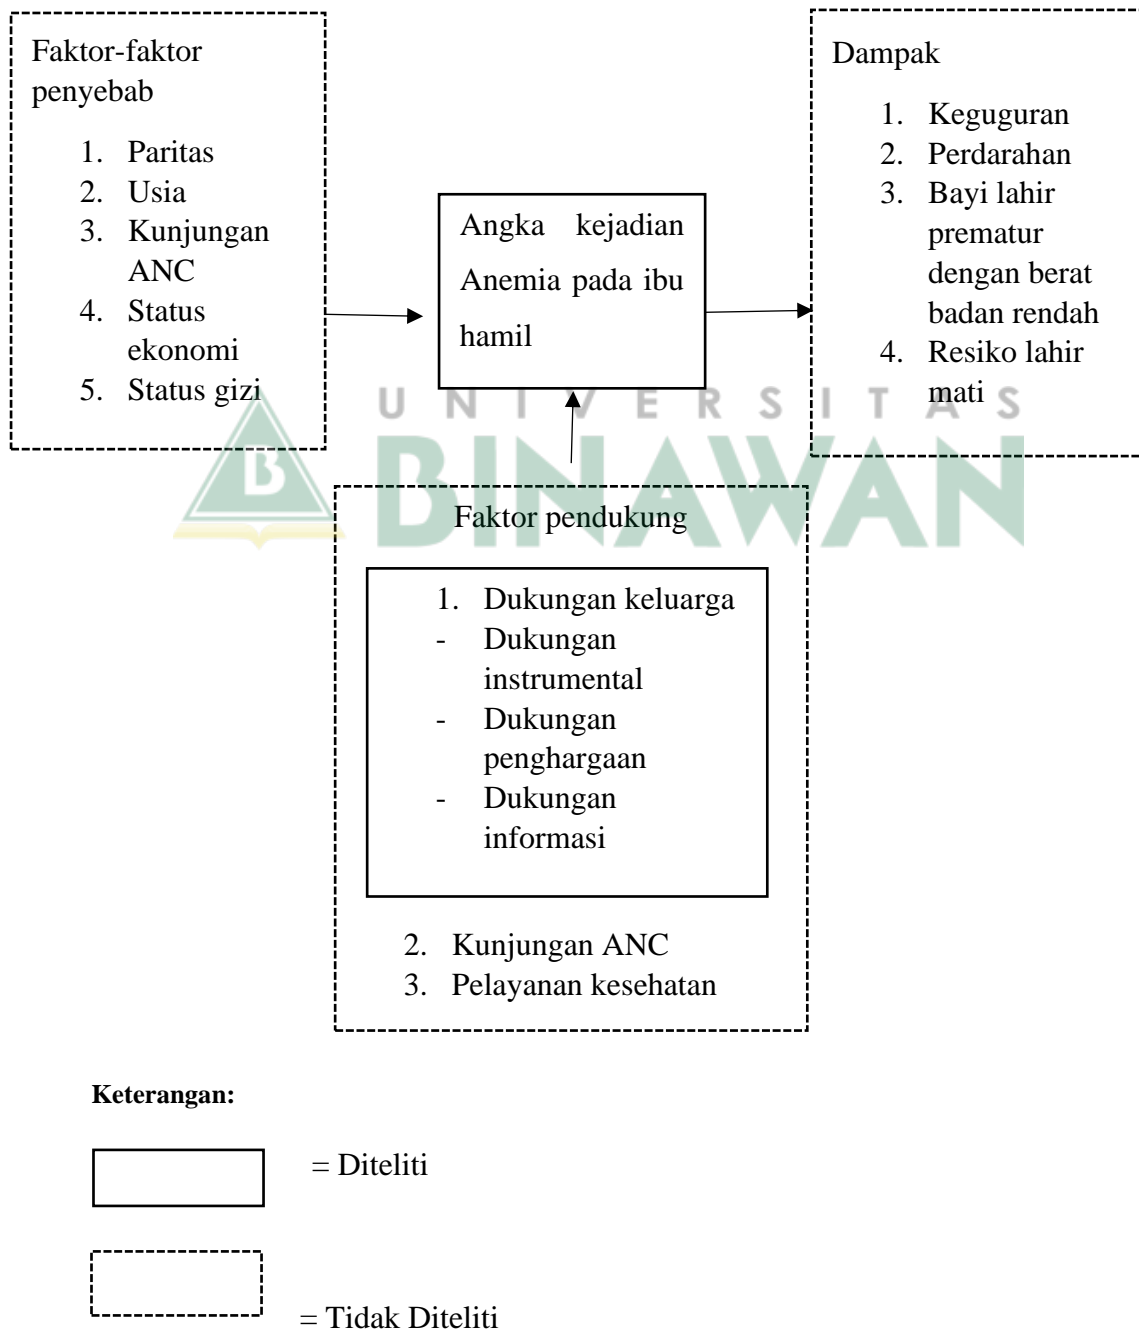 Faktor-faktor
penyebab
1. Paritas
2. Usia
3. Kunjungan
ANC
4. Status
ekonomi
5. Status gizi
Angka kejadian
Anemia pada ibu
hamil
Dampak
1. Keguguran
2. Perdarahan
3. Bayi lahir
prematur
dengan berat
badan rendah
4. Resiko lahir
mati
UNIVERSITAS
B BINAWAN
Faktor pendukung
1. Dukungan keluarga
- Dukungan
instrumental
- Dukungan
penghargaan
- Dukungan
informasi
2. Kunjungan ANC
3. Pelayanan kesehatan
Keterangan:
= Diteliti
= Tidak Diteliti